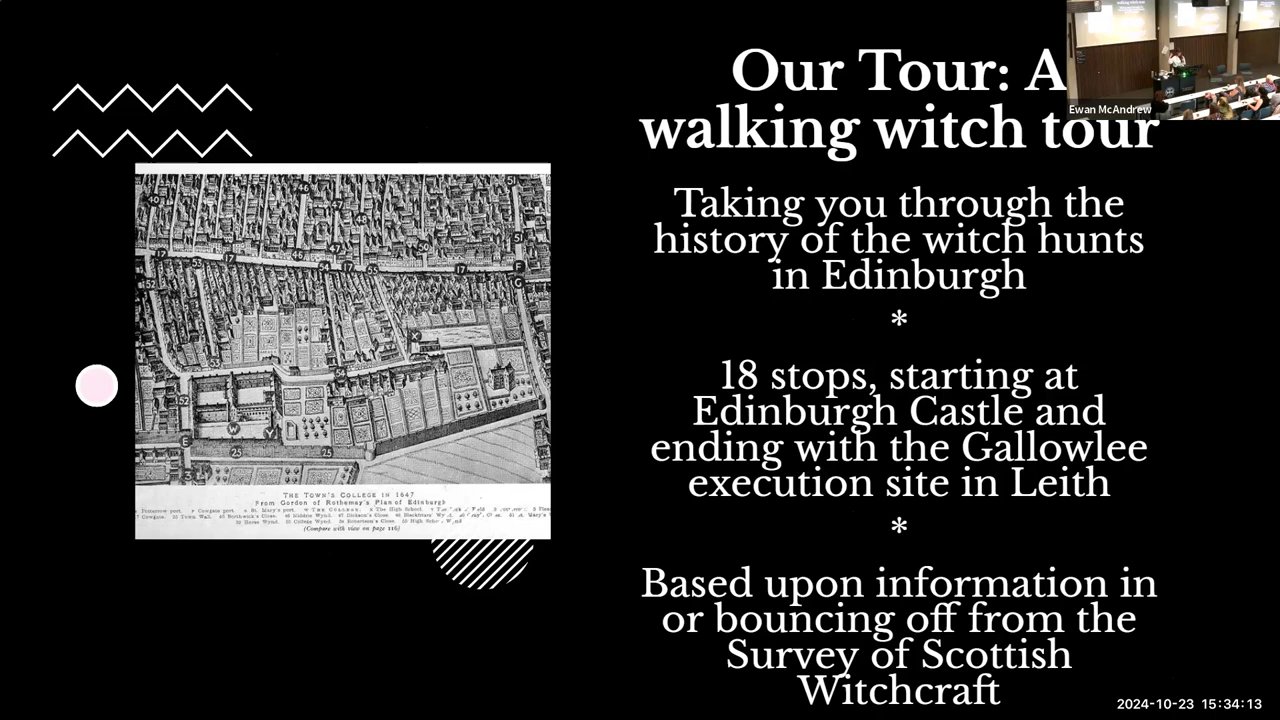 Our Tour: A
walking witch tour
Taking you through the
history of the witch hunts
in Edinburgh
*
18 stops, starting at
Edinburgh Castle and
ending with the Gallowlee
execution site in Leith
*
Based upon information in
or bouncing off from the
Survey of Scottish
Witchcraft
Ewan McAndrew
THE TOWN'S COLLEGE IN 1647
From Gordon of Rothemay's Plan of Edinburgh
(Compare with view on page 116)
2024-10-23 15:34:13